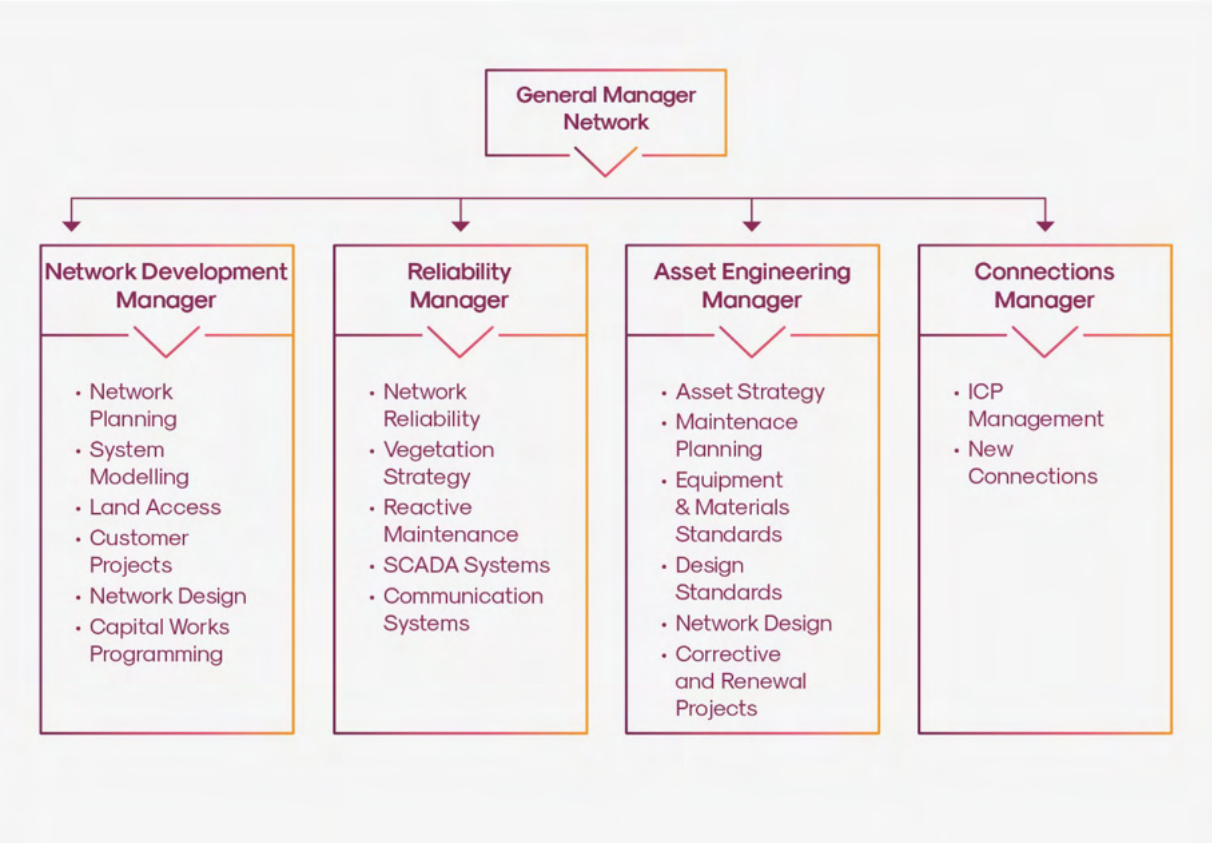 General Manager
Network
Network Development
Manager
• Network
Planning
• System
Modelling
• Land Access
• Customer
Projects
• Network Design
• Capital Works
Programming
Reliability
Manager
• Network
Reliability
• Vegetation
Strategy
• Reactive
Maintenance
• SCADA Systems
• Communication
Systems
Asset Engineering
Manager
• Asset Strategy
• Maintenace
Planning
• Equipment
& Materials
Standards
• Design
Standards
• Network Design
• Corrective
and Renewal
Projects
Connections
Manager
• ICP
Management
• New
Connections